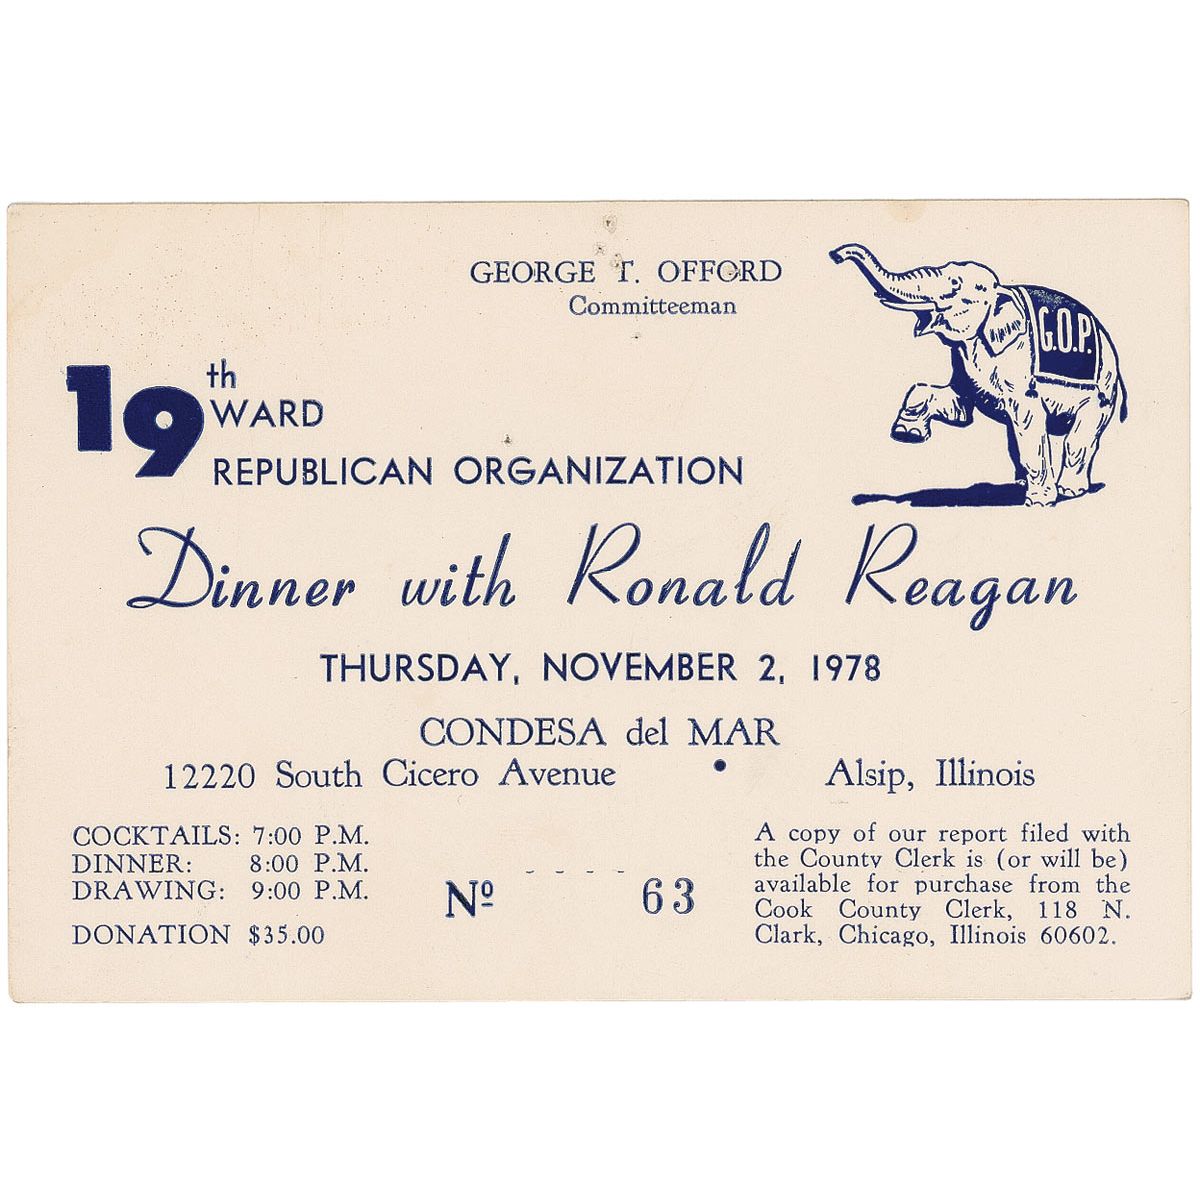 GEORGE T. OFFORD
Committeeman
G.O.P.
19th WARD
REPUBLICAN ORGANIZATION
Dinner with Ronald Reagan
THURSDAY, NOVEMBER 2, 1978
CONDESA del MAR
12220 South Cicero Avenue • Alsip, Illinois
COCKTAILS: 7:00 P.M.
DINNER: 8:00 P.M.
DRAWING: 9:00 P.M.
DONATION $35.00
Nº 63
A copy of our report filed with
the County Clerk is (or will be)
available for purchase from the
Cook County Clerk, 118 N.
Clark, Chicago, Illinois 60602.